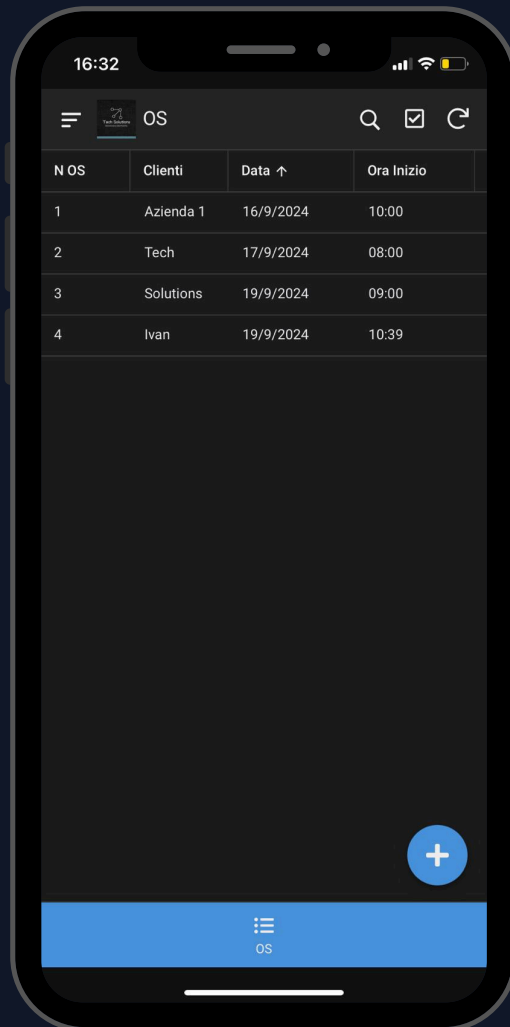 16:32
Tech Solutions OS
N OS Clienti Data ↑ Ora Inizio
1 Azienda 1 16/9/2024 10:00
2 Tech 17/9/2024 08:00
3 Solutions 19/9/2024 09:00
4 Ivan 19/9/2024 10:39
OS